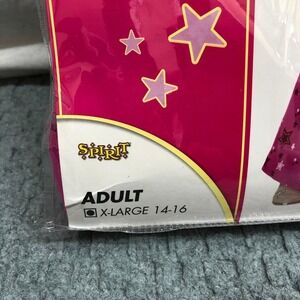 SPIRIT
ADULT
X-LARGE 14-16